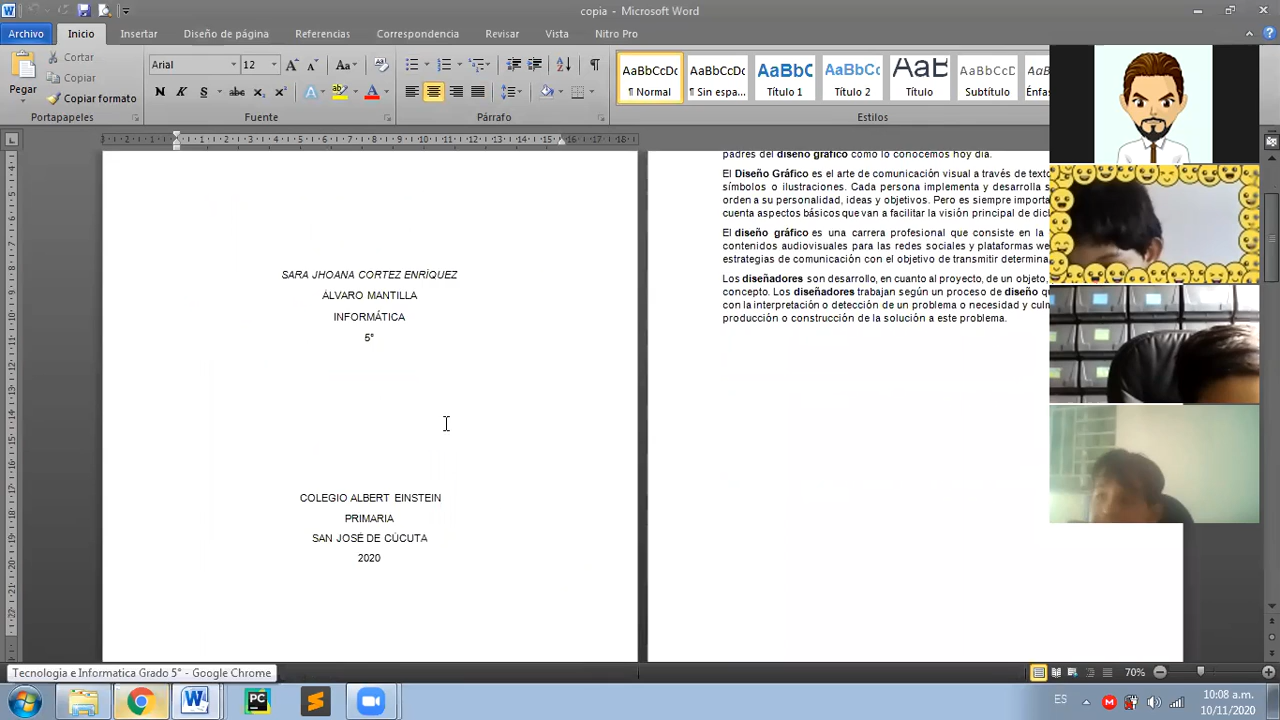 copia - Microsoft Word
Archivo Inicio Insertar Diseño de página Referencias Correspondencia Revisar Vista Nitro Pro
Pegar
Cortar
Copiar
Copiar formato
Portapapeles
Arial 12
Fuente
Párrafo
AaBbCcDc AaBbCcDc AaBbC AaBbCc AaB AaBbCcDc
¶ Normal ¶ Sin espa... Título 1 Título 2 Título Subtítulo Énfas
Estilos
SARA JHOANA CORTEZ ENRÍQUEZ
ÁLVARO MANTILLA
INFORMÁTICA
5°
COLEGIO ALBERT EINSTEIN
PRIMARIA
SAN JOSÉ DE CÚCUTA
2020
padres del diseño gráfico como lo conocemos hoy día.
El Diseño Gráfico es el arte de comunicación visual a través de texto
símbolos o ilustraciones. Cada persona implementa y desarrolla s
orden a su personalidad, ideas y objetivos. Pero es siempre importa
cuenta aspectos básicos que van a facilitar la visión principal de dic
El diseño gráfico es una carrera profesional que consiste en la
contenidos audiovisuales para las redes sociales y plataformas we
estrategias de comunicación con el objetivo de transmitir determina
Los diseñadores son desarrollo, en cuanto al proyecto, de un objeto,
concepto. Los diseñadores trabajan según un proceso de diseño q
con la interpretación o detección de un problema o necesidad y culm
producción o construcción de la solución a este problema.
Tecnologia e Informatica Grado 5° - Google Chrome
70%
ES
10:08 a.m.
10/11/2020